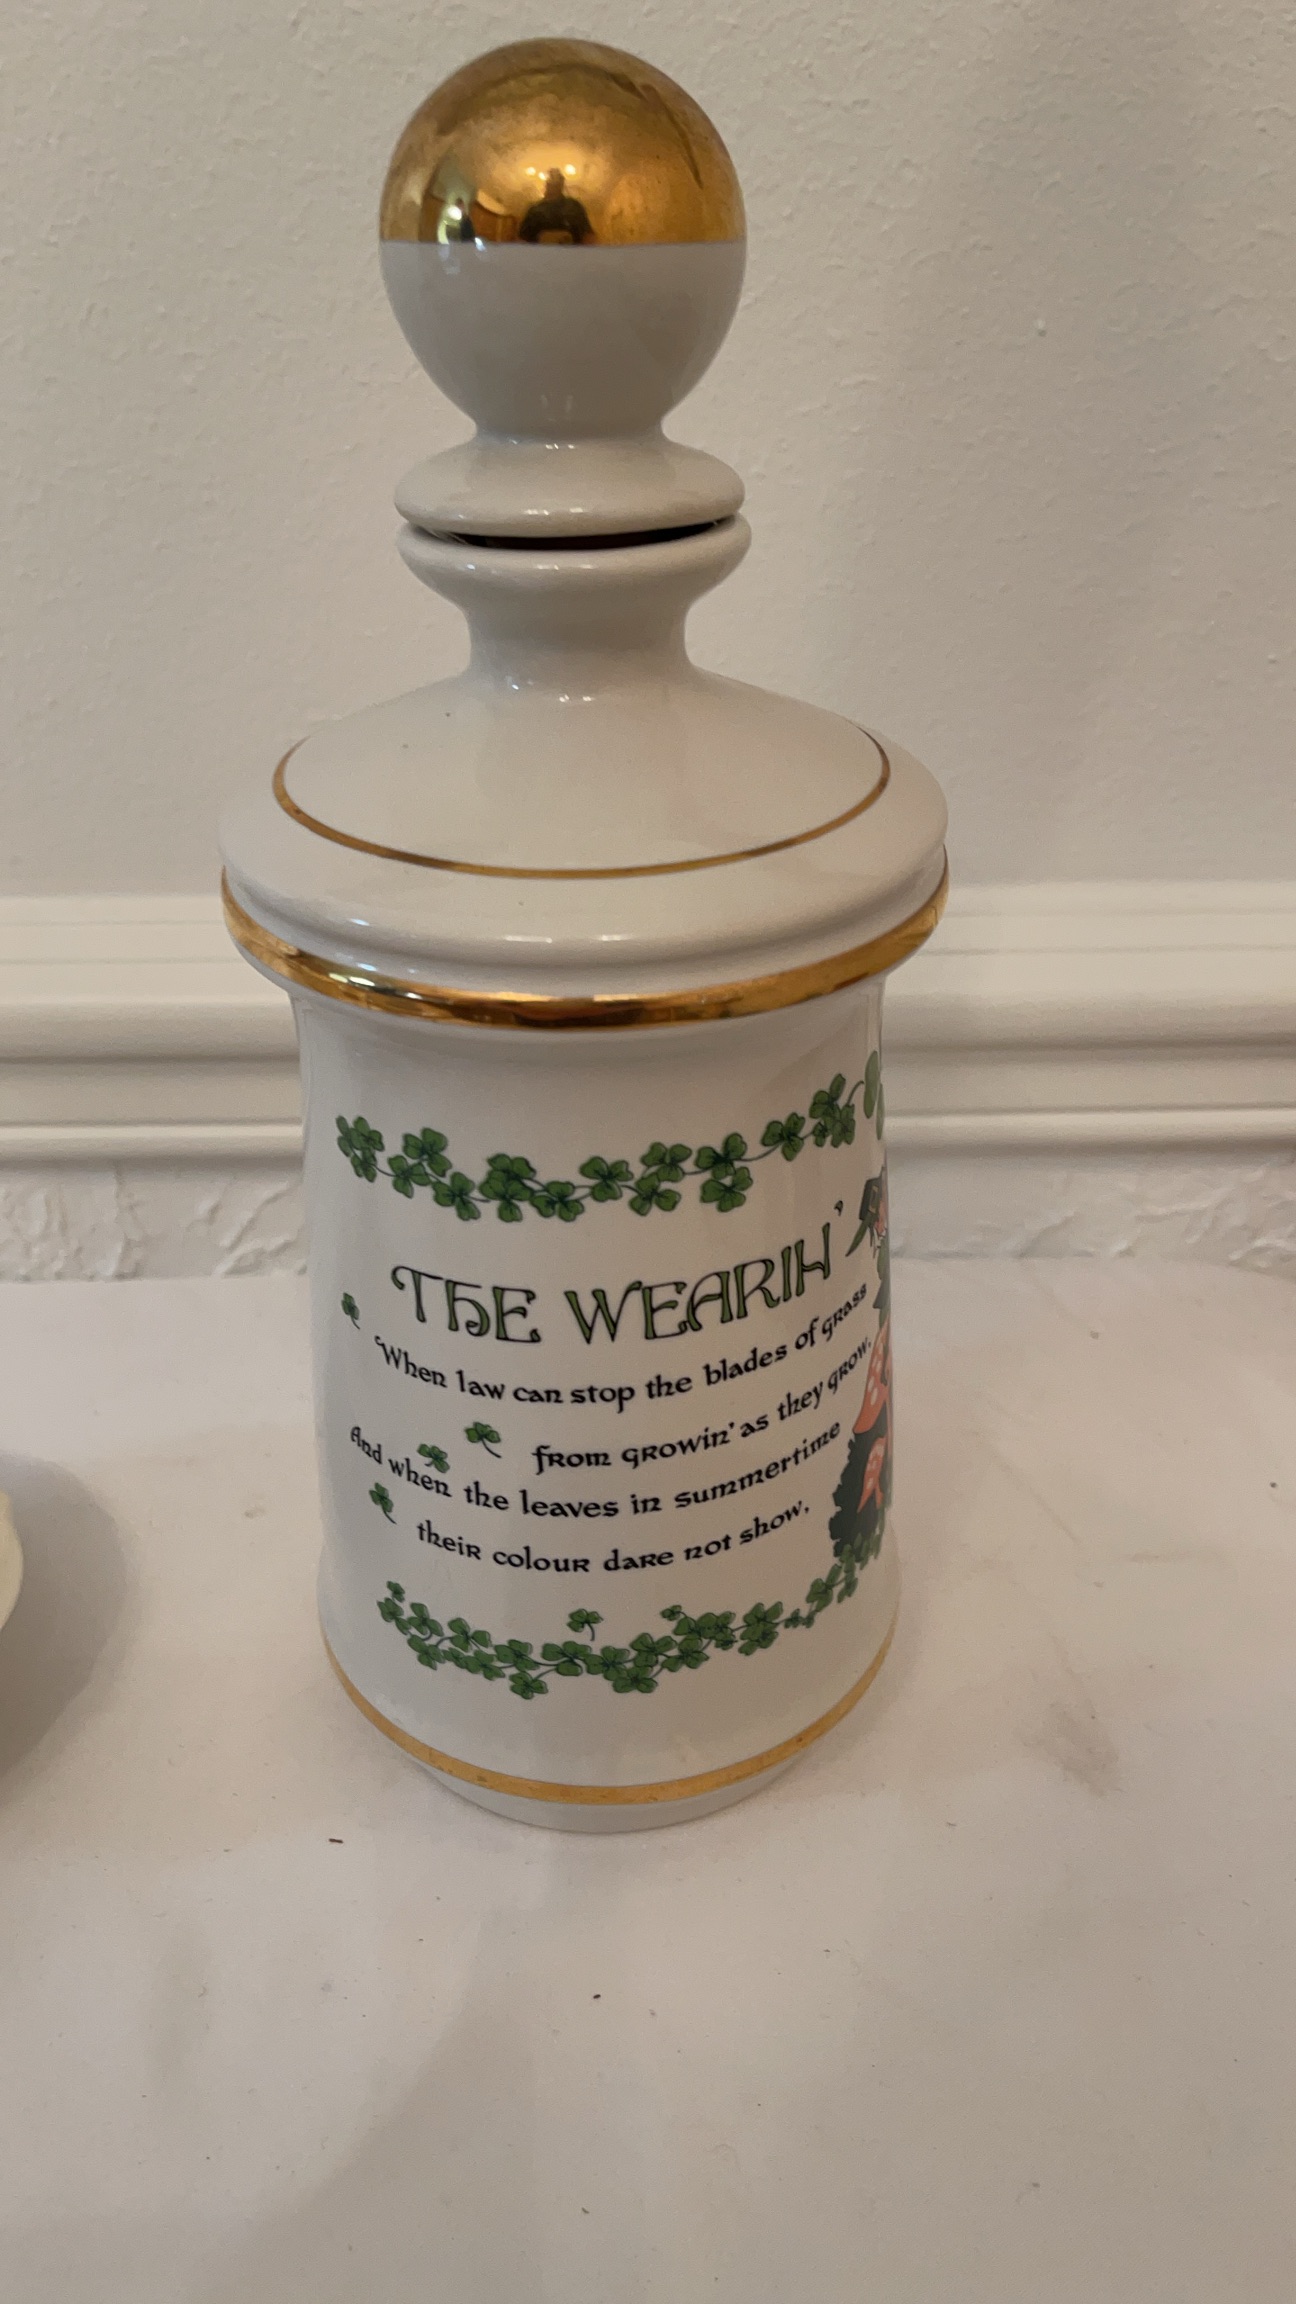 THE WEARIN'
"When law can stop the blades of grass
from growin' as they grow,
And when the leaves in summertime
their colour dare not show,